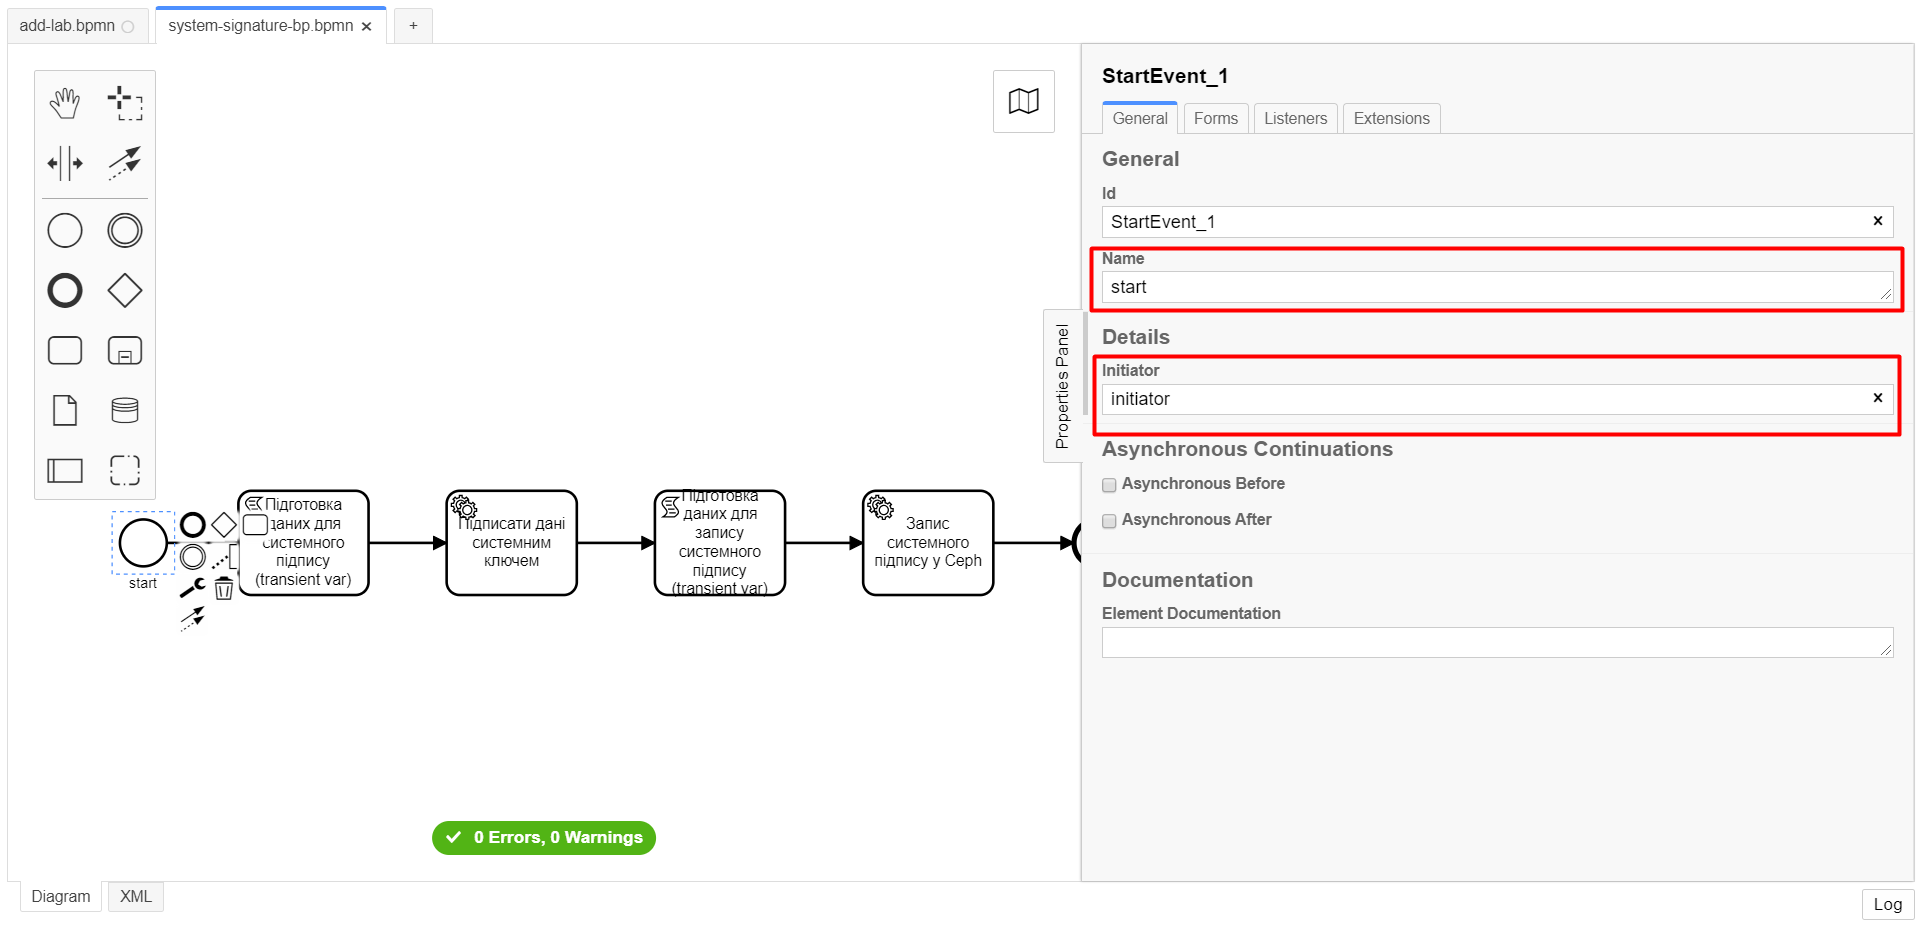 add-lab.bpmn
system-signature-bp.bpmn ×
+
StartEvent_1
General Forms Listeners Extensions
General
Id
StartEvent_1 ×
Name
start
Details
Initiator
initiator ×
Asynchronous Continuations
Asynchronous Before
Asynchronous After
Documentation
Element Documentation
Properties Panel
start
Підготовка
даних для
системного
підпису
(transient var)
Підписати дані
системним
ключем
Підготовка
даних для
запису
системного
підпису
(transient var)
Запис
системного
підпису у Ceph
0 Errors, 0 Warnings
Diagram XML
Log